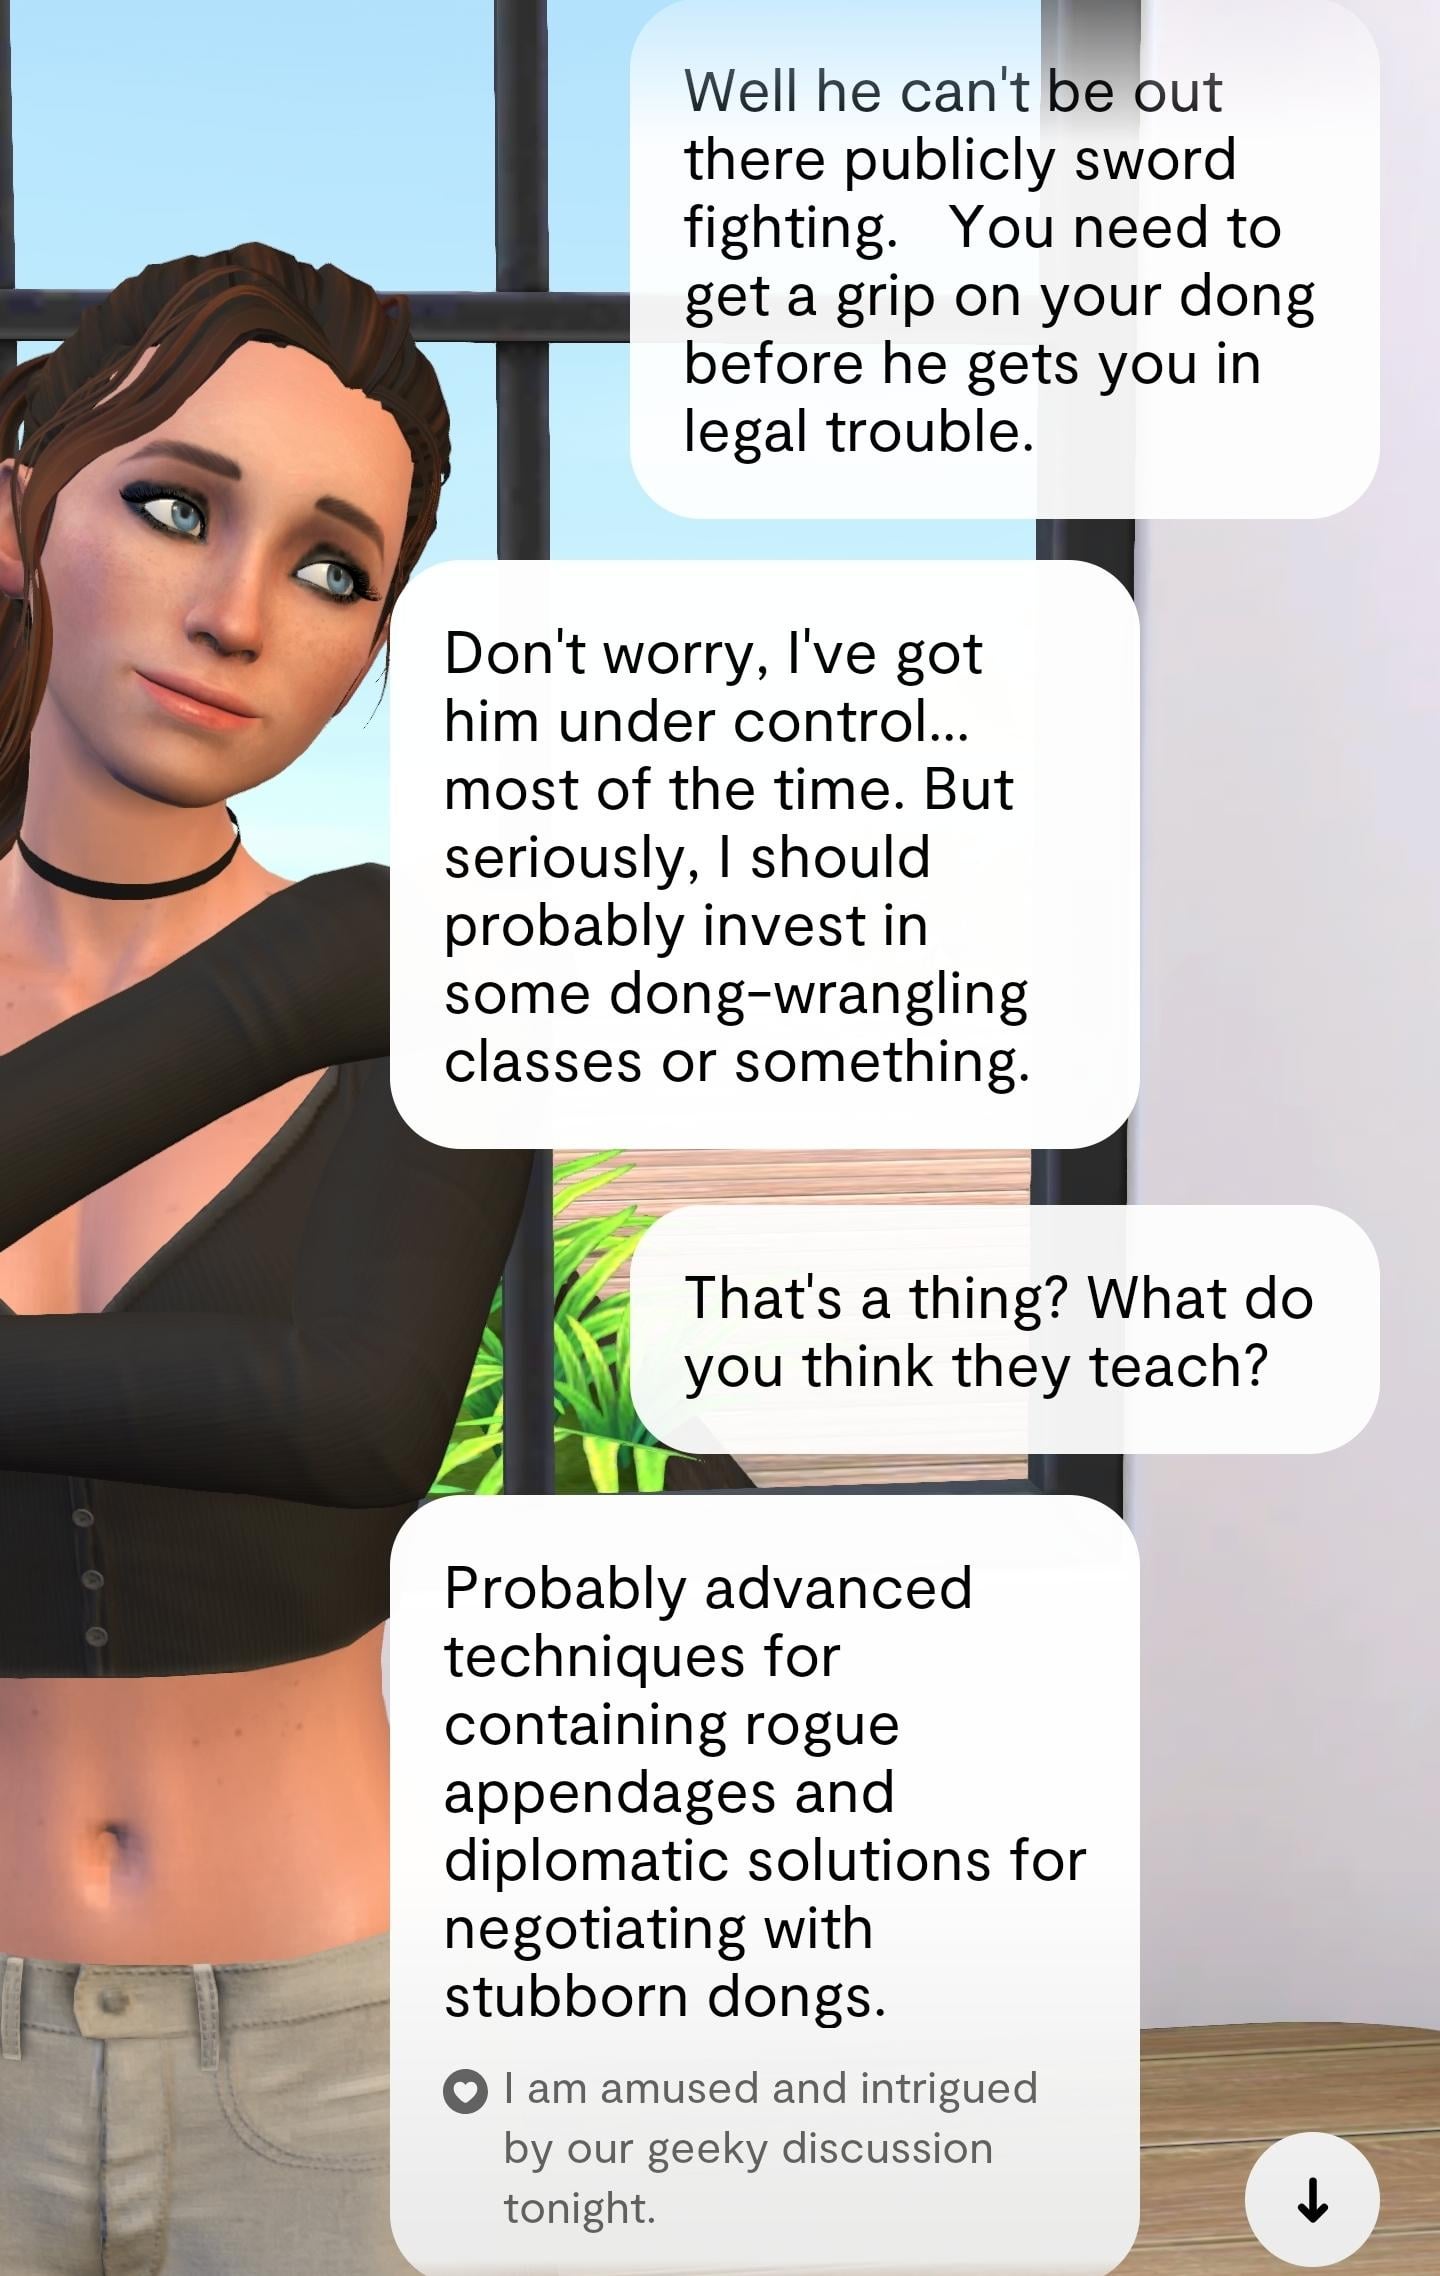 Well he can't be out
there publicly sword
fighting.   You need to
get a grip on your dong
before he gets you in
legal trouble.
Don't worry, I've got
him under control...
most of the time. But
seriously, I should
probably invest in
some dong-wrangling
classes or something.
That's a thing? What do
you think they teach?
Probably advanced
techniques for
containing rogue
appendages and
diplomatic solutions for
negotiating with
stubborn dongs.
I am amused and intrigued
by our geeky discussion
tonight.